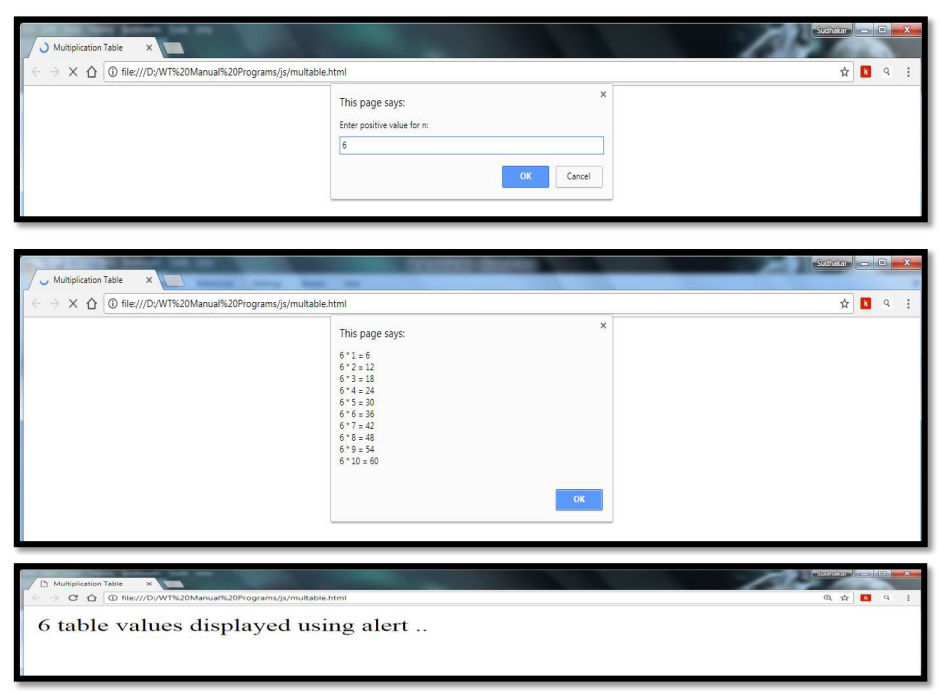 Sudhakar
Multiplication Table
file:///D:/WT%20Manual%20Programs/js/multable.html
k
This page says:
Enter positive value for n:
6
OK Cancel
Sudhakar
Multiplication Table
file:///D:/WT%20Manual%20Programs/js/multable.html
k
This page says:
6 * 1 = 6
6 * 2 = 12
6 * 3 = 18
6 * 4 = 24
6 * 5 = 30
6 * 6 = 36
6 * 7 = 42
6 * 8 = 48
6 * 9 = 54
6 * 10 = 60
OK
Multiplication Table
file:///D:/WT%20Manual%20Programs/js/multable.html
k
6 table values displayed using alert ..